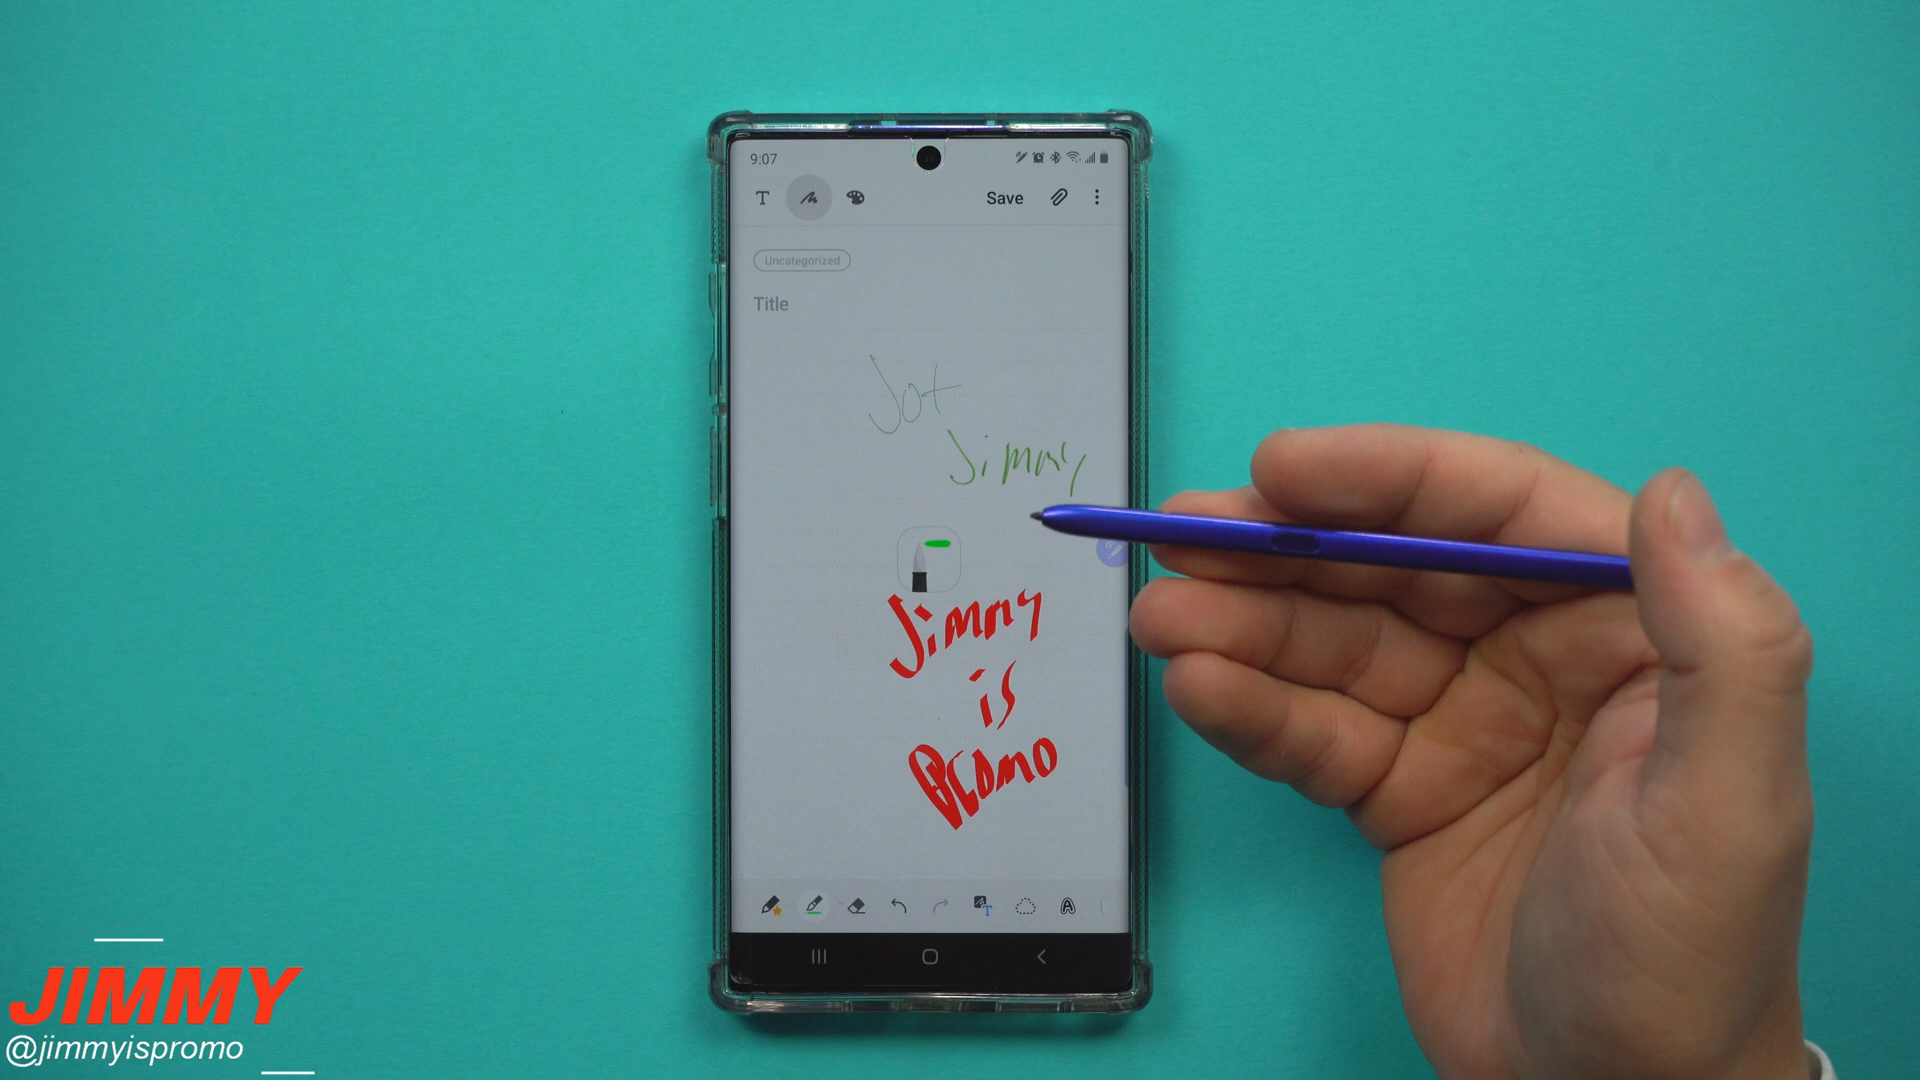 9:07
T
Save
Uncategorized
Title
Jot
Jimmy
Jimmy
is
Promo
JIMMY
@jimmyispromo